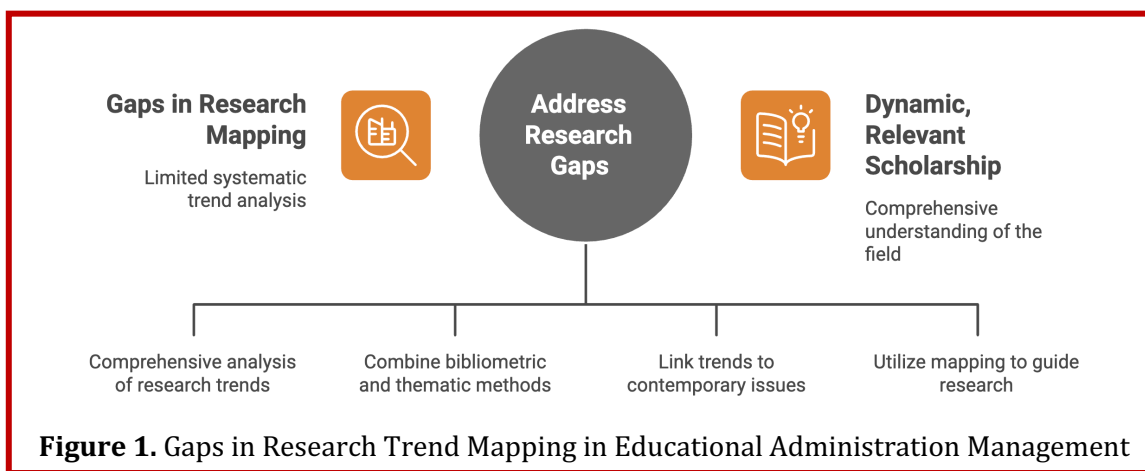 Gaps in Research
Mapping
Limited systematic
trend analysis
Address
Research
Gaps
Dynamic,
Relevant
Scholarship
Comprehensive
understanding of the
field
Comprehensive analysis
of research trends
Combine bibliometric
and thematic methods
Link trends to
contemporary issues
Utilize mapping to guide
research
Figure 1. Gaps in Research Trend Mapping in Educational Administration Management